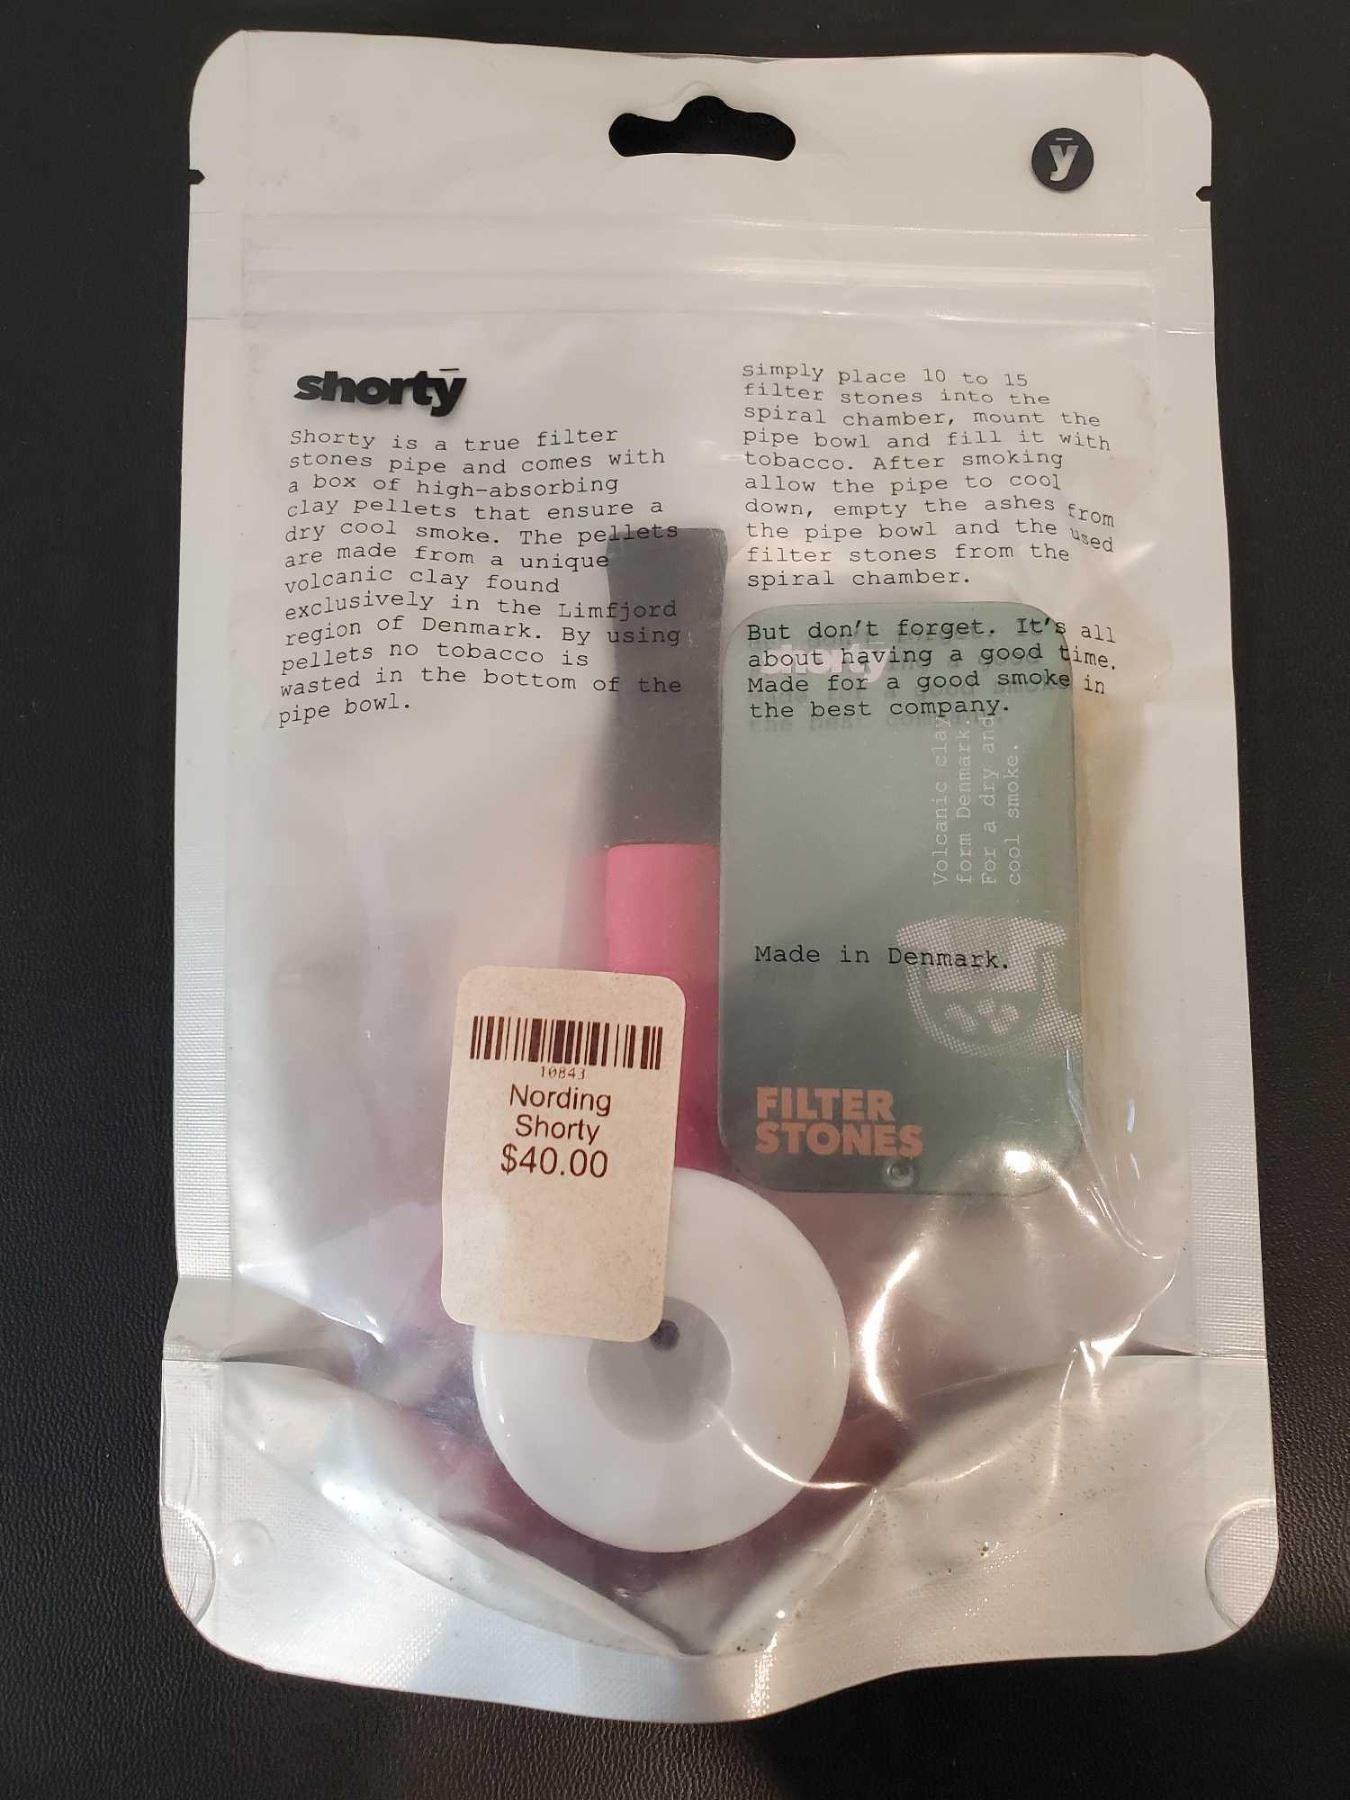 ȳ
shortȳ
Shorty is a true filter
stones pipe and comes with
a box of high-absorbing
clay pellets that ensure a
dry cool smoke. The pellets
are made from a unique
volcanic clay found
exclusively in the Limfjord
region of Denmark. By using
pellets no tobacco is
wasted in the bottom of the
pipe bowl.
simply place 10 to 15
filter stones into the
spiral chamber, mount the
pipe bowl and fill it with
tobacco. After smoking
allow the pipe to cool
down, empty the ashes from
the pipe bowl and the used
filter stones from the
spiral chamber.
But don't forget. It's all
about having a good time.
Made for a good smoke in
the best company.
shorty
Volcanic clay
form Denmark.
For a dry and
cool smoke.
Made in Denmark.
FILTER
STONES
10843
Nording
Shorty
$40.00